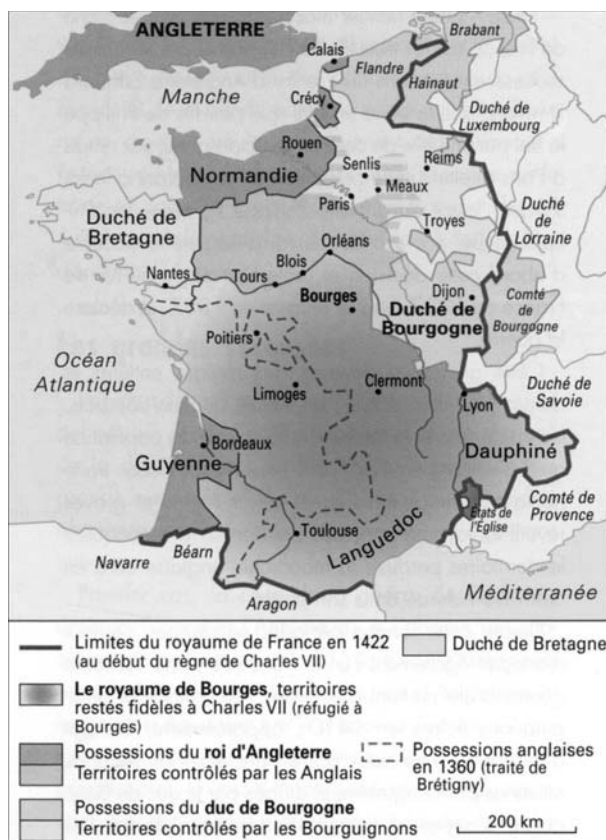 ANGLETERRE
Brabant
Calais
Flandre
Hainaut
Manche
Crécy
Duché de
Luxembourg
Rouen
Senlis
Reims
Normandie
Meaux
Paris
Duché
de
Lorraine
Duché de
Bretagne
Troyes
Orléans
Blois
Nantes
Tours
Bourges
Dijon
Duché de
Bourgogne
Comté
de
Bourgogne
Poitiers
Océan
Atlantique
Limoges
Clermont
Duché de
Savoie
Lyon
Bordeaux
Dauphiné
Guyenne
États de
l'Église
Comté de
Provence
Toulouse
Languedoc
Navarre
Béarn
Aragon
Méditerranée
Limites du royaume de France en 1422
(au début du règne de Charles VII)
Duché de Bretagne
Le royaume de Bourges, territoires
restés fidèles à Charles VII (réfugié à
Bourges)
Possessions du roi d'Angleterre
Territoires contrôlés par les Anglais
Possessions anglaises
en 1360 (traité de
Brétigny)
Possessions du duc de Bourgogne
Territoires contrôlés par les Bourguignons
200 km